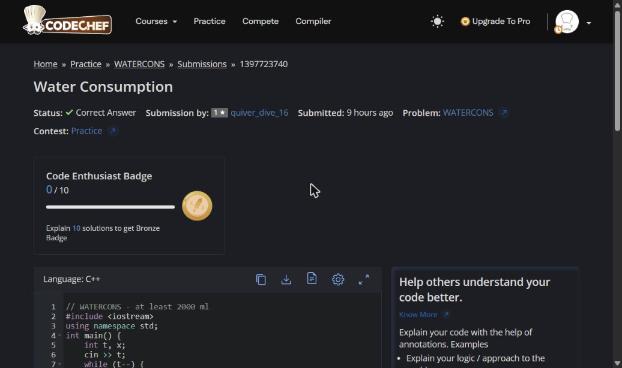 CODECHEF Courses Practice Compete Compiler Upgrade To Pro
Home » Practice » WATERCONS » Submissions » 1397723740
Water Consumption
Status: ✓ Correct Answer Submission by: 1★ quiver_dive_16 Submitted: 9 hours ago Problem: WATERCONS
Contest: Practice
Code Enthusiast Badge
0 / 10
Explain 10 solutions to get Bronze
Badge
Language: C++
1 // WATERCONS - at least 2000 ml
2 #include <iostream>
3 using namespace std;
4 int main() {
5 int t, x;
6 cin >> t;
7 while (t--) {
Help others understand your
code better.
Know More
Explain your code with the help of
annotations. Examples
• Explain your logic / approach to the